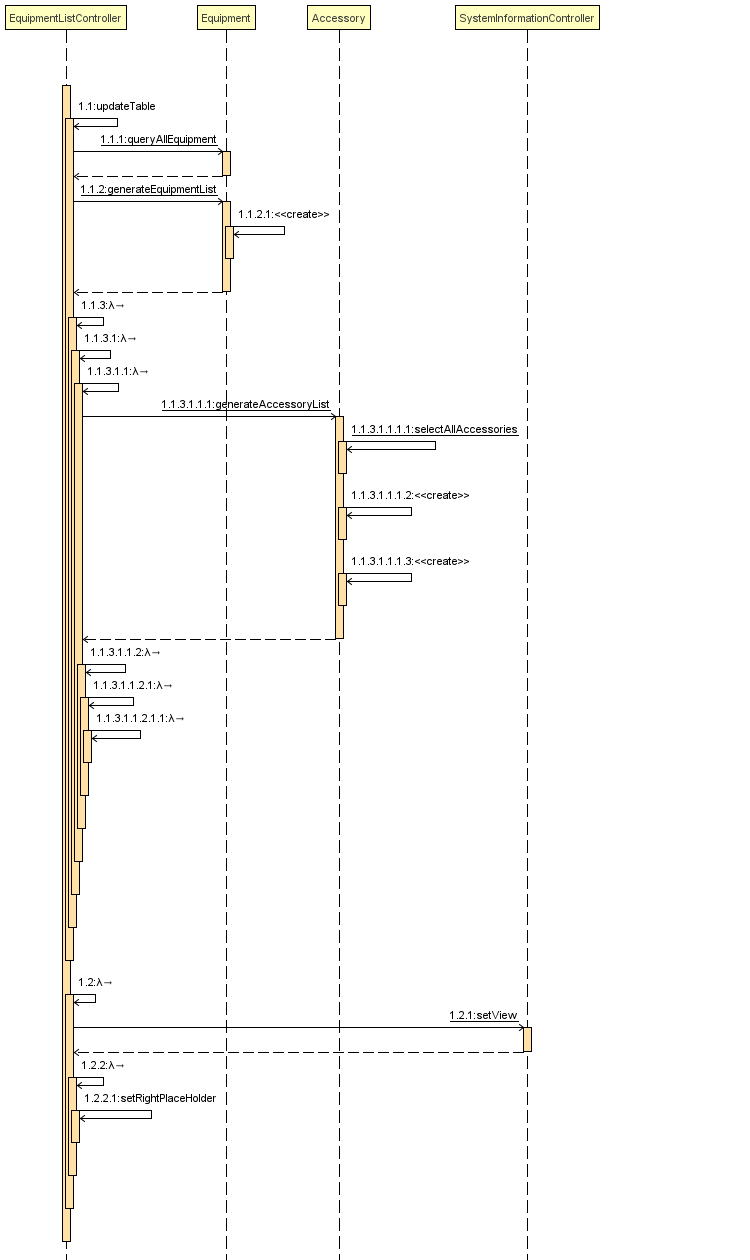 EquipmentListController
Equipment
Accessory
SystemInformationController
1.1:updateTable
1.1.1:queryAllEquipment
1.1.2:generateEquipmentList
1.1.2.1:<<create>>
1.1.3:λ→
1.1.3.1:λ→
1.1.3.1.1:λ→
1.1.3.1.1.1:generateAccessoryList
1.1.3.1.1.1.1:selectAllAccessories
1.1.3.1.1.1.2:<<create>>
1.1.3.1.1.1.3:<<create>>
1.1.3.1.1.2:λ→
1.1.3.1.1.2.1:λ→
1.1.3.1.1.2.1.1:λ→
1.2:λ→
1.2.1:setView
1.2.2:λ→
1.2.2.1:setRightPlaceHolder